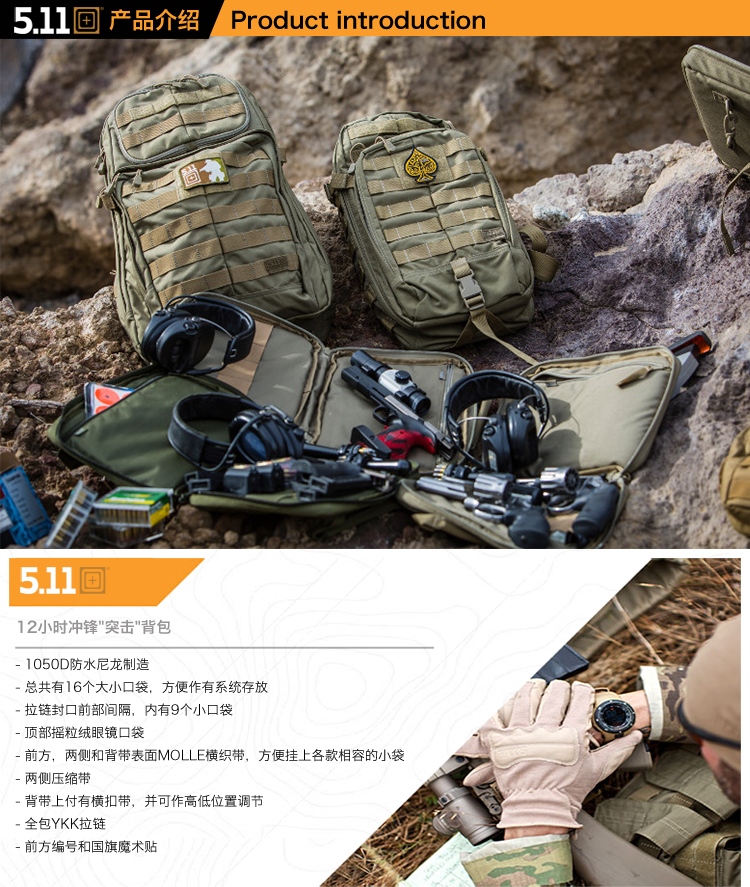 5.11 产品介绍 Product introduction
5.11
5.11
12小时冲锋"突击"背包
- 1050D防水尼龙制造
- 总共有16个大小口袋，方便作有系统存放
- 拉链封口前部间隔，内有9个小口袋
- 顶部摇粒绒眼镜口袋
- 前方，两侧和背带表面MOLLE横织带，方便挂上各款相容的小袋
- 两侧压缩带
- 背带上付有横扣带，并可作高低位置调节
- 全包YKK拉链
- 前方编号和国旗魔术贴